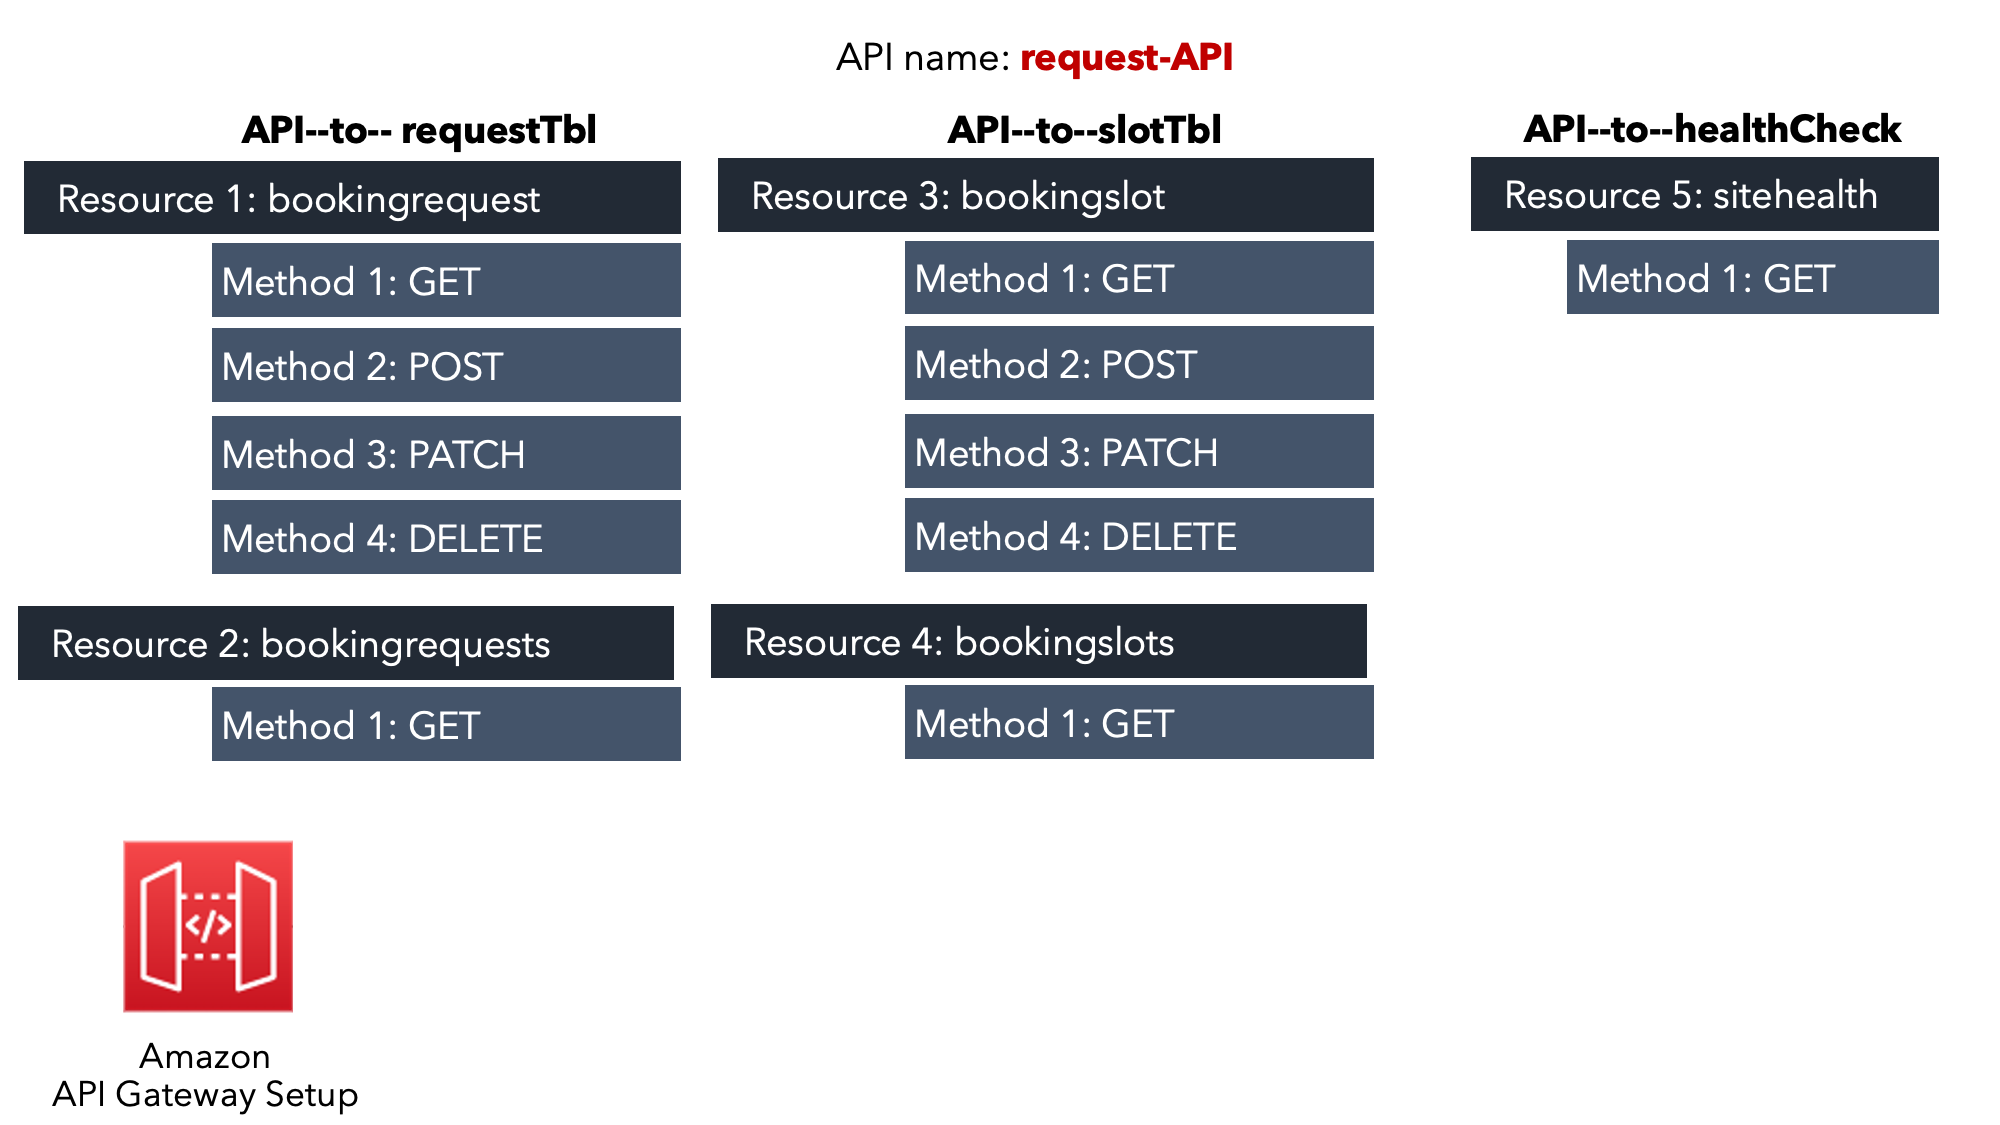 API name: request-API
API--to-- requestTbl
Resource 1: bookingrequest
Method 1: GET
Method 2: POST
Method 3: PATCH
Method 4: DELETE
Resource 2: bookingrequests
Method 1: GET
API--to--slotTbl
Resource 3: bookingslot
Method 1: GET
Method 2: POST
Method 3: PATCH
Method 4: DELETE
Resource 4: bookingslots
Method 1: GET
API--to--healthCheck
Resource 5: sitehealth
Method 1: GET
</>
Amazon
API Gateway Setup